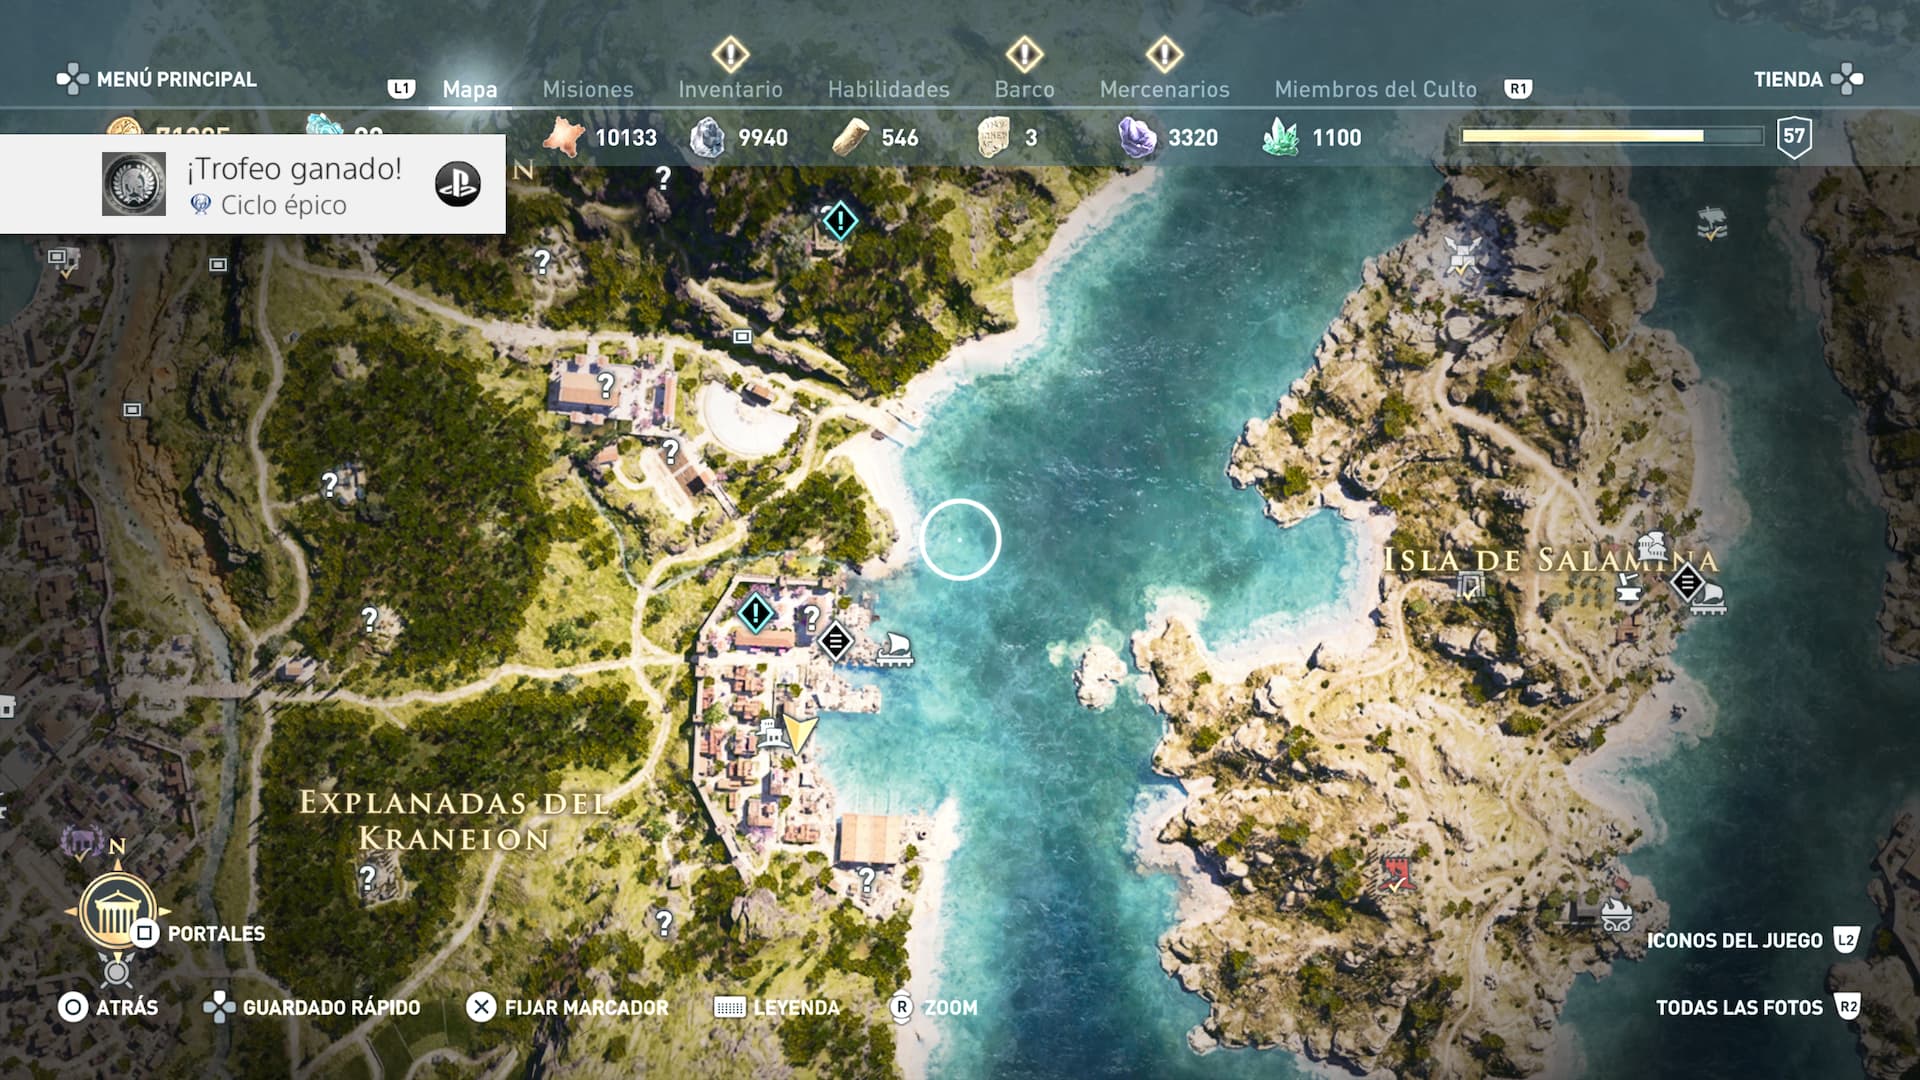 MENÚ PRINCIPAL
L1
Mapa
Misiones
Inventario
Habilidades
Barco
Mercenarios
Miembros del Culto
R1
TIENDA
10133
9940
546
3
3320
1100
57
¡Trofeo ganado!
Ciclo épico
N
ISLA DE SALAMINA
EXPLANADAS DEL
KRANEION
N
PORTALES
ICONOS DEL JUEGO L2
ATRÁS
GUARDADO RÁPIDO
FIJAR MARCADOR
LEYENDA
R ZOOM
TODAS LAS FOTOS R2